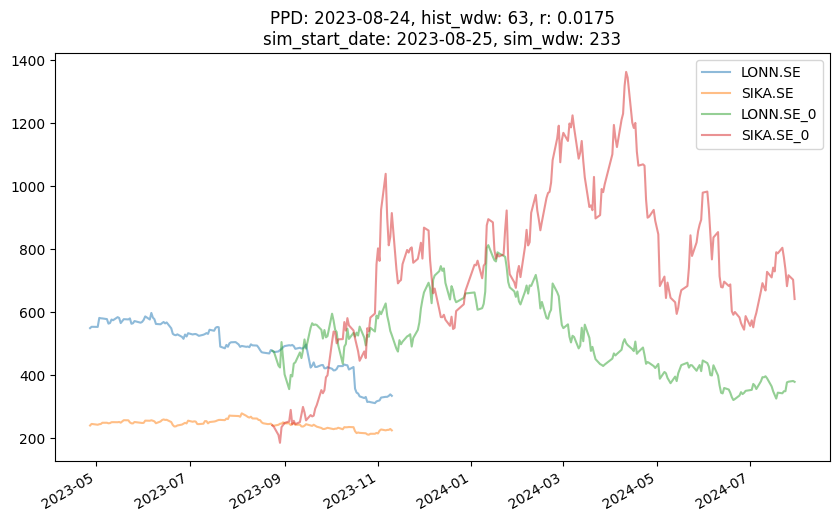 PPD: 2023-08-24, hist_wdw: 63, r: 0.0175
sim_start_date: 2023-08-25, sim_wdw: 233
LONN.SE
SIKA.SE
LONN.SE_0
SIKA.SE_0
1400
1200
1000
800
600
400
200
2023-05
2023-07
2023-09
2023-11
2024-01
2024-03
2024-05
2024-07